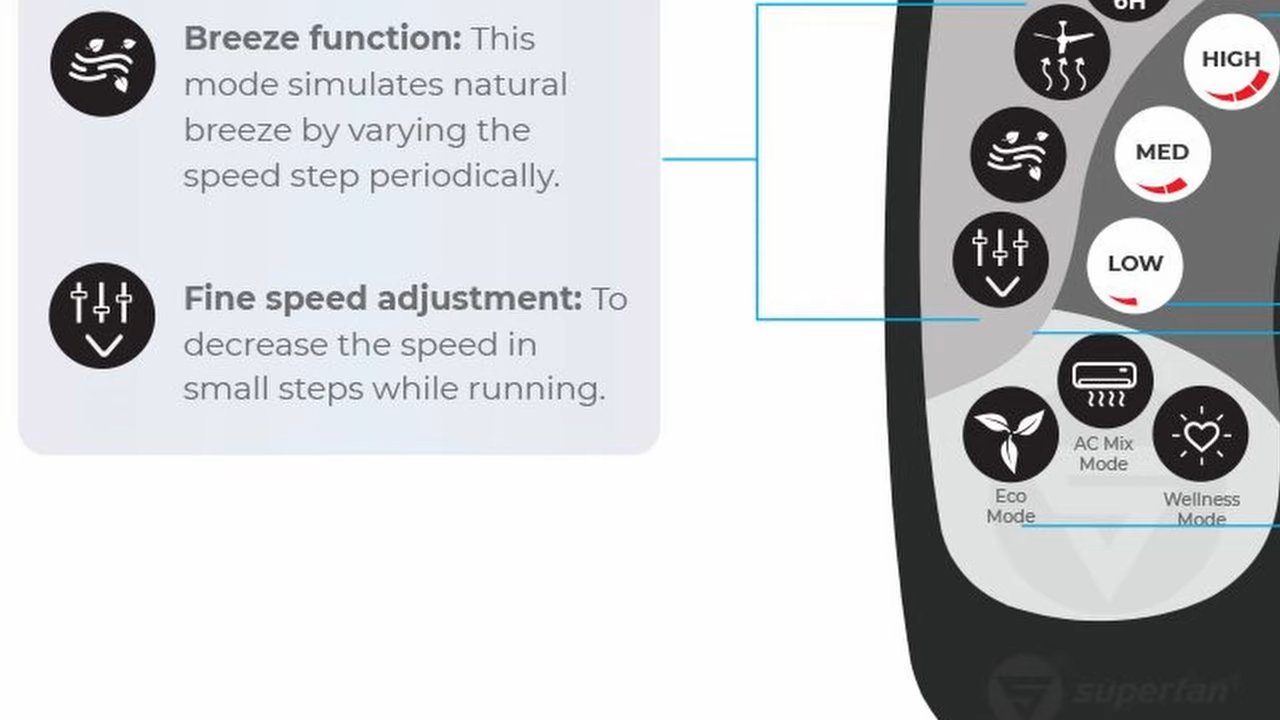 Breeze function: This
mode simulates natural
breeze by varying the
speed step periodically.
Fine speed adjustment: To
decrease the speed in
small steps while running.
6H
HIGH
MED
LOW
AC Mix
Mode
Eco
Mode
Wellness
Mode
superfan